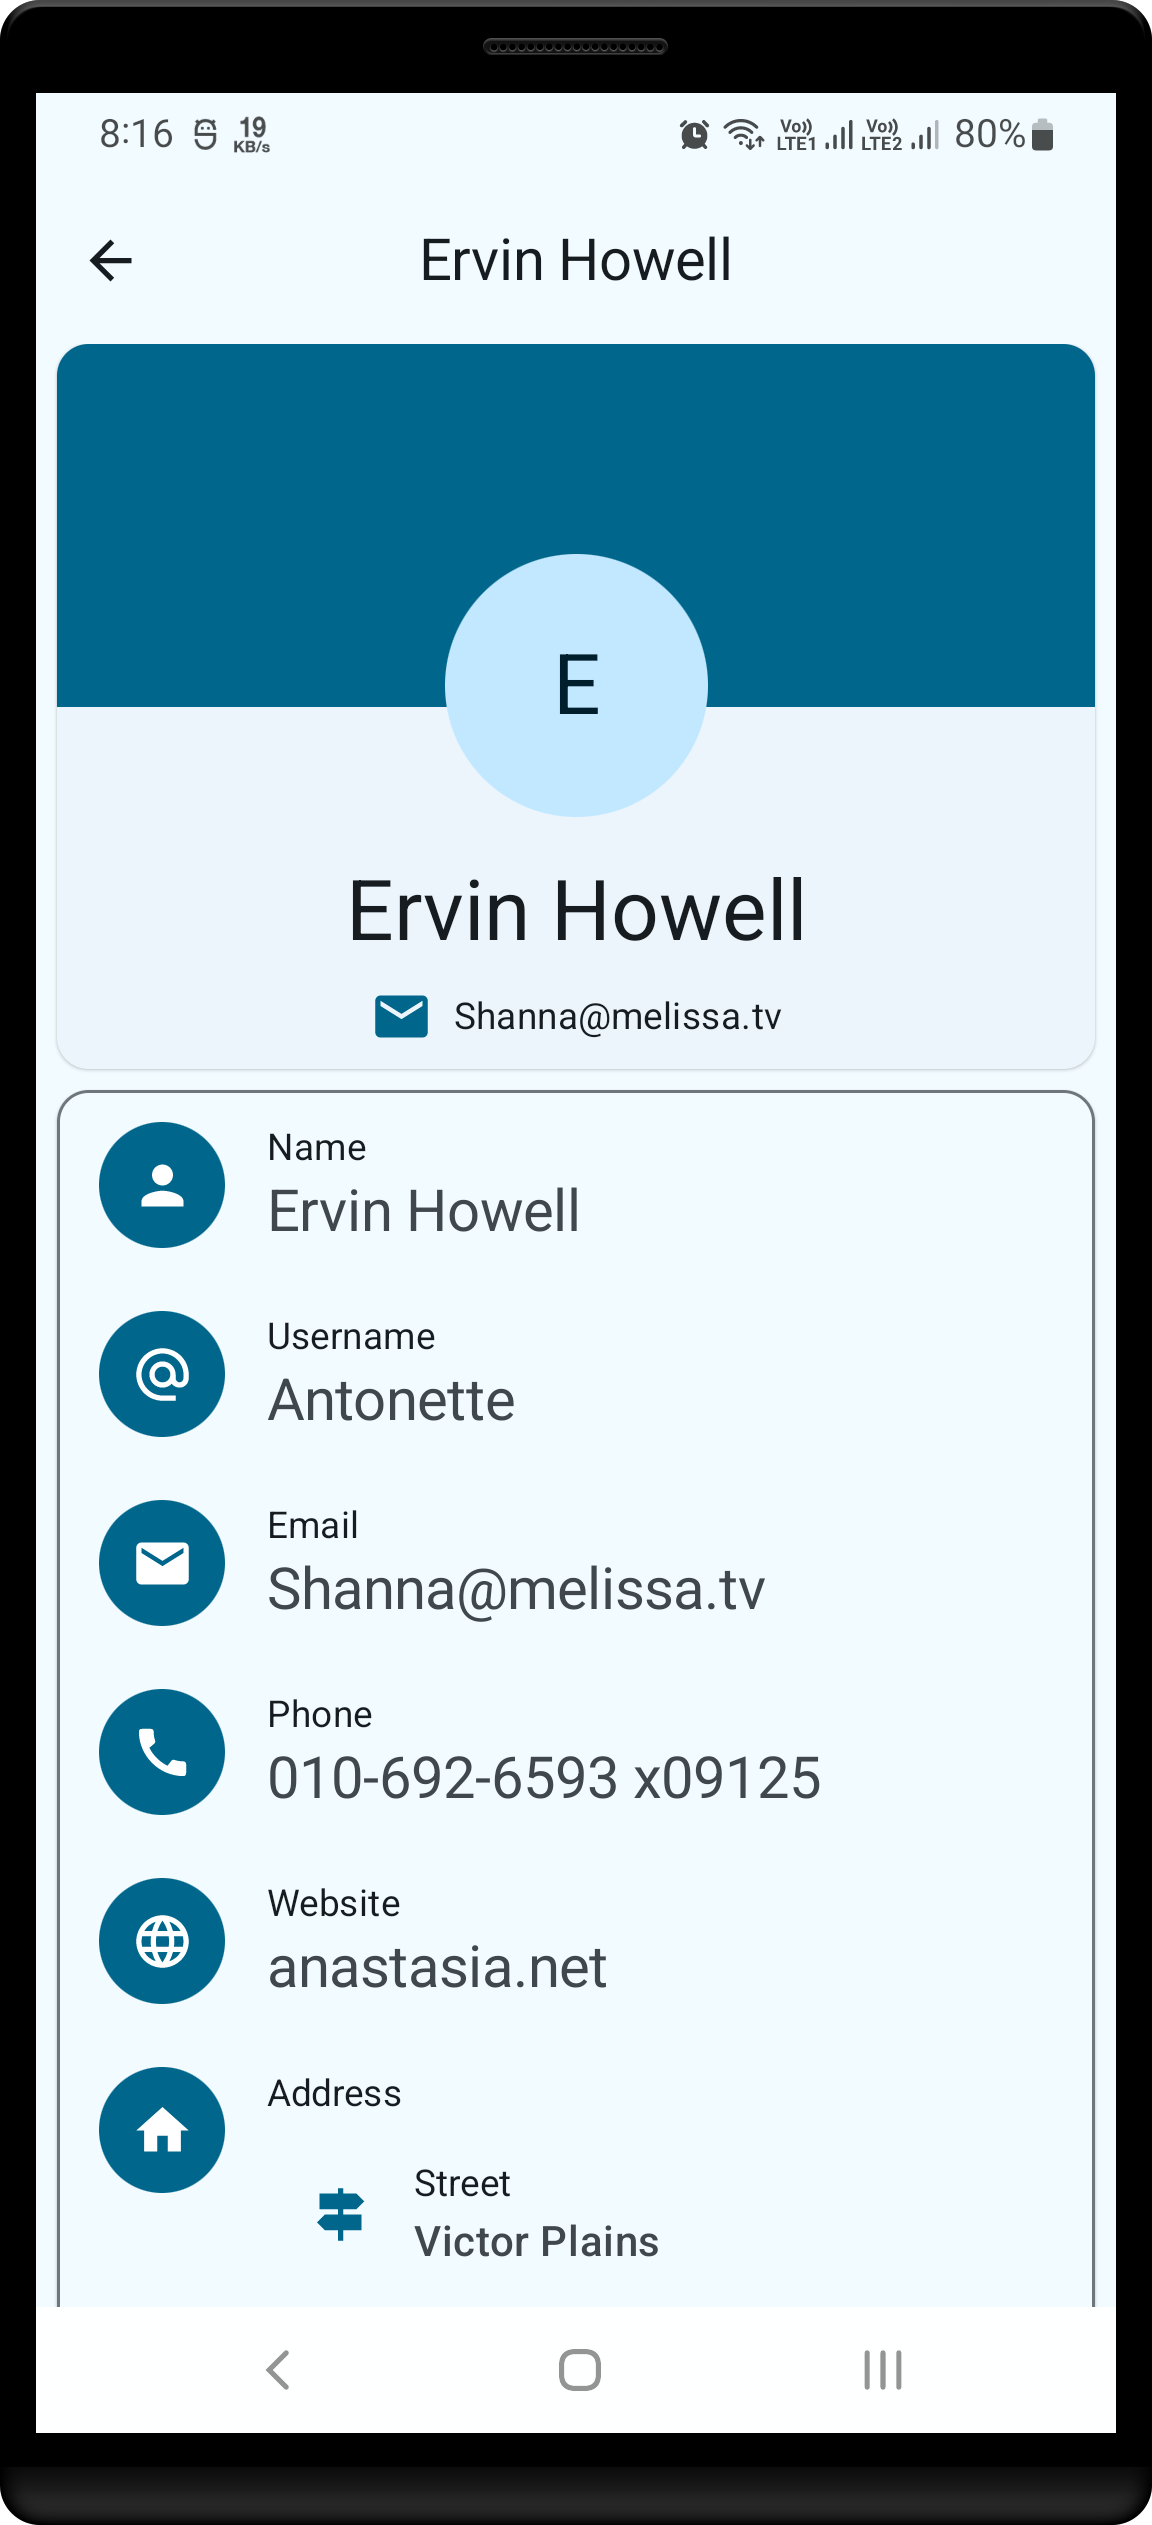 8:16 19 KB/s Vo)) LTE1 Vo)) LTE2 80%
Ervin Howell
E
Ervin Howell
Shanna@melissa.tv
Name
Ervin Howell
Username
Antonette
Email
Shanna@melissa.tv
Phone
010-692-6593 x09125
Website
anastasia.net
Address
Street
Victor Plains